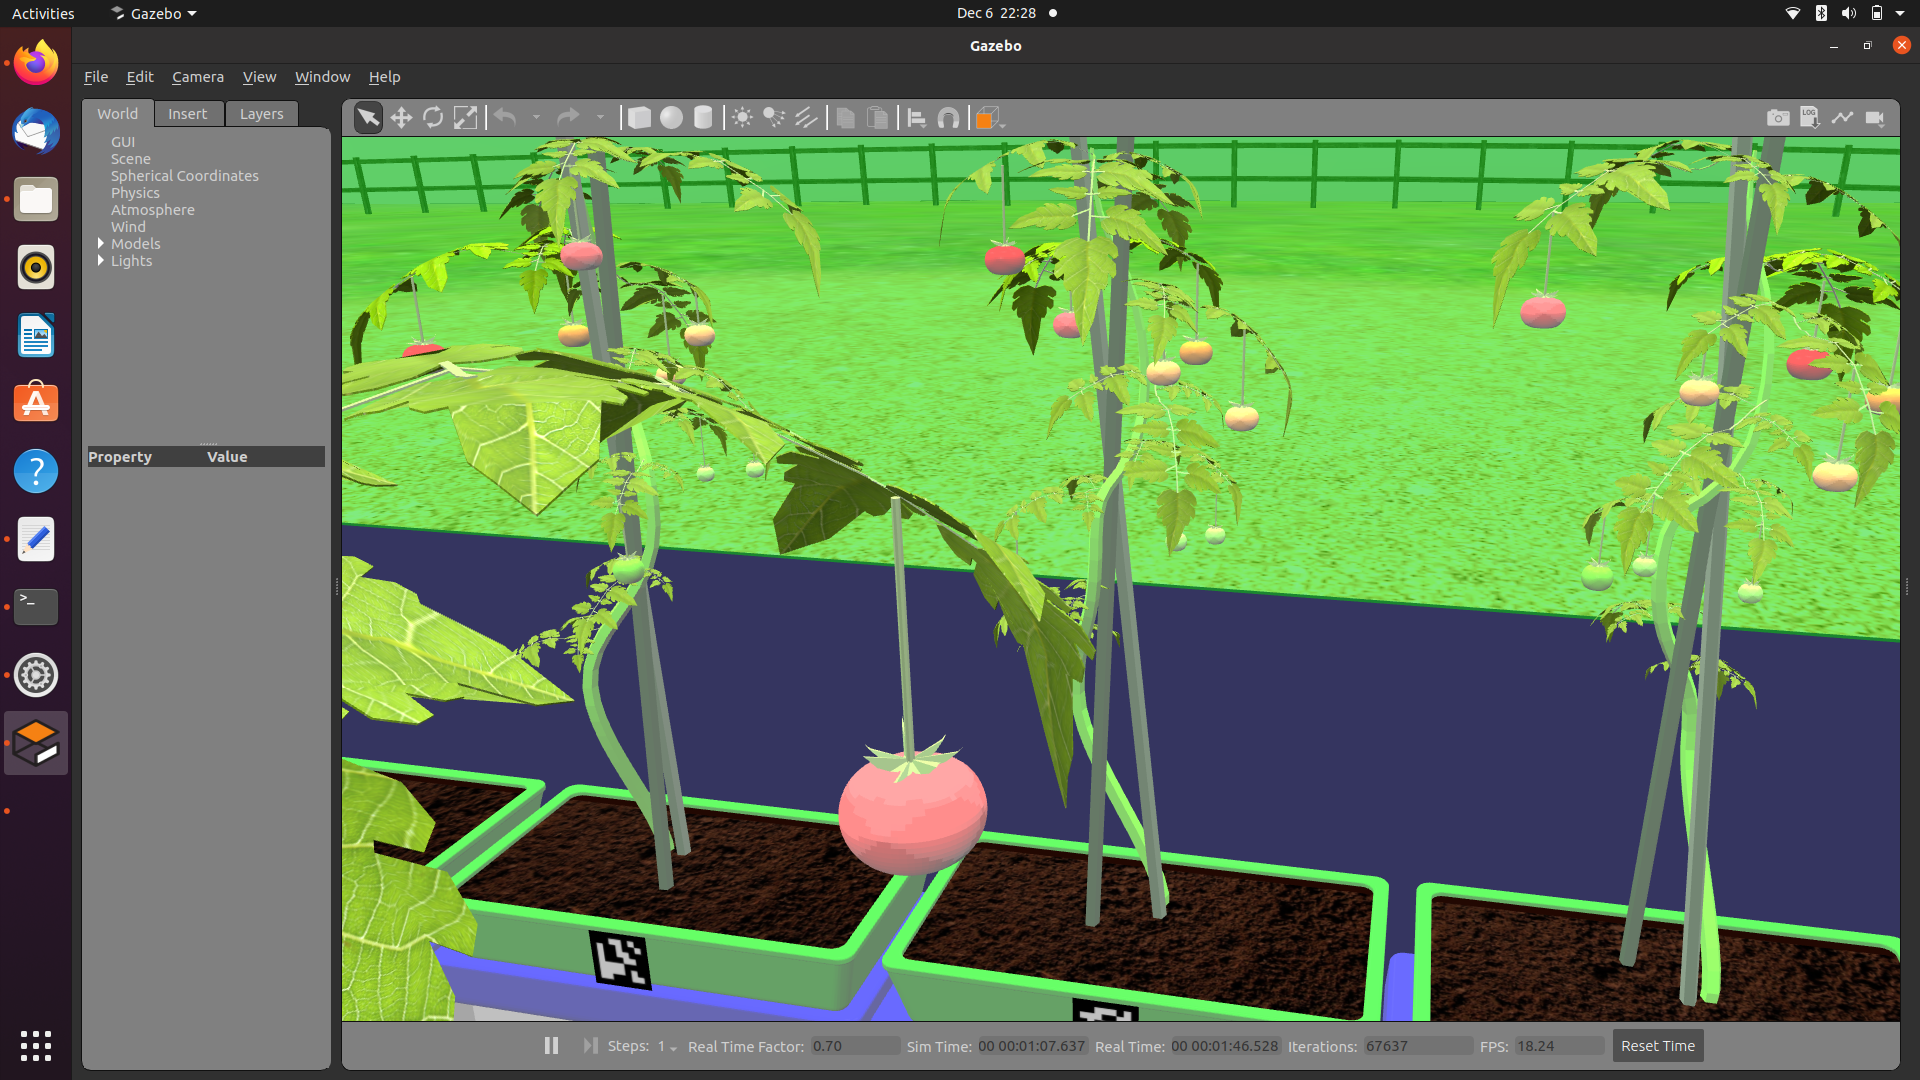 Activities Gazebo Dec 6 22:28
Gazebo
File Edit Camera View Window Help
World Insert Layers
GUI
Scene
Spherical Coordinates
Physics
Atmosphere
Wind
Models
Lights
Property Value
LOG
Steps: 1 Real Time Factor: 0.70 Sim Time: 00 00:01:07.637 Real Time: 00 00:01:46.528 Iterations: 67637 FPS: 18.24 Reset Time